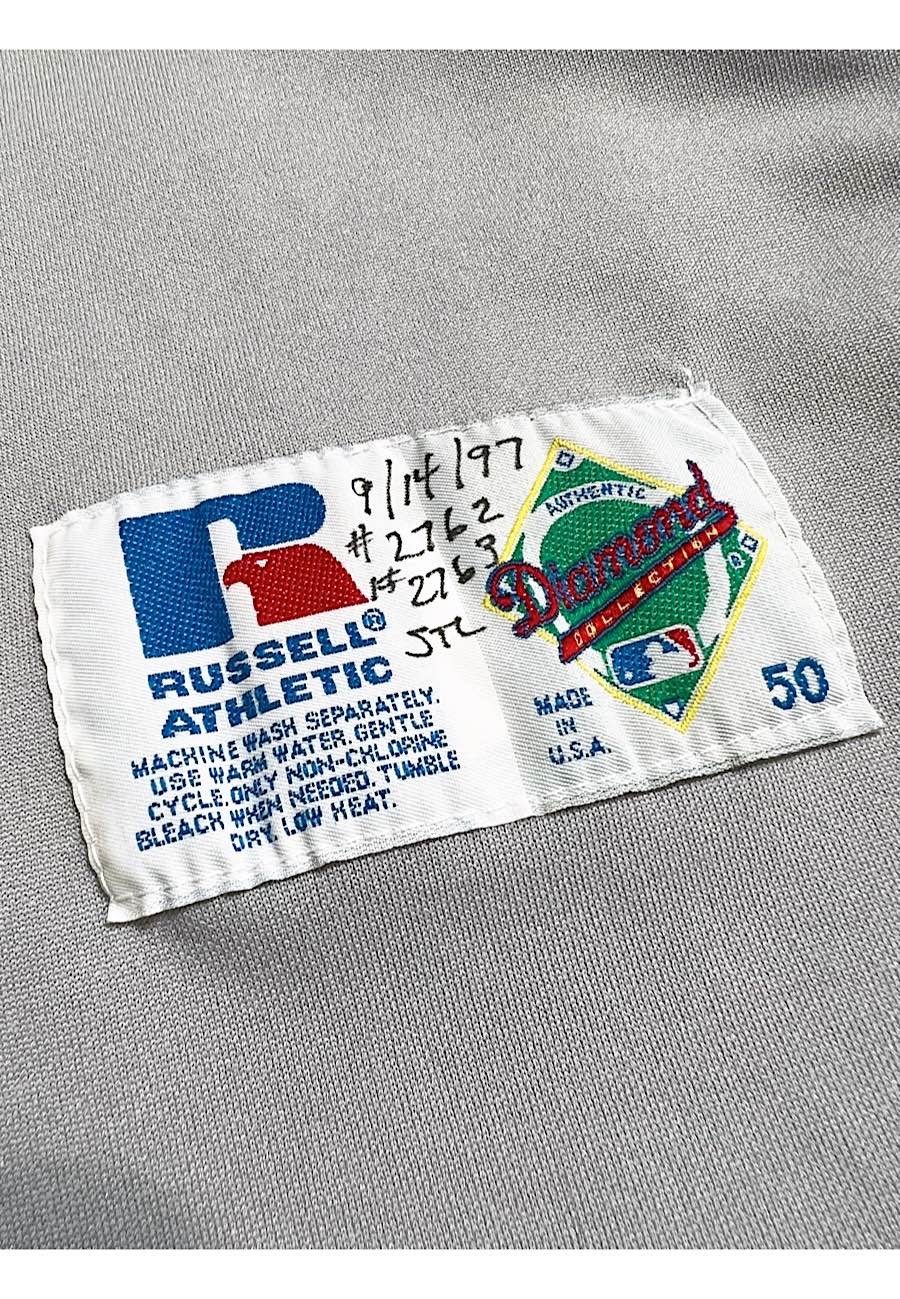 9/14/97
#2762
#2763
STL
RUSSELL®
ATHLETIC
MACHINE WASH SEPARATELY.
USE WARM WATER. GENTLE
CYCLE. ONLY NON-CHLORINE
BLEACH WHEN NEEDED. TUMBLE
DRY. LOW HEAT.
AUTHENTIC
Diamond
COLLECTION
MADE
IN
U.S.A.
50